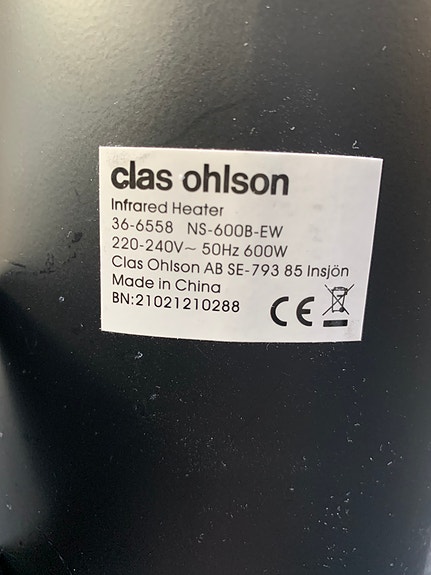 clas ohlson
Infrared Heater
36-6558 NS-600B-EW
220-240V~ 50Hz 600W
Clas Ohlson AB SE-793 85 Insjön
Made in China
BN:21021210288
CE